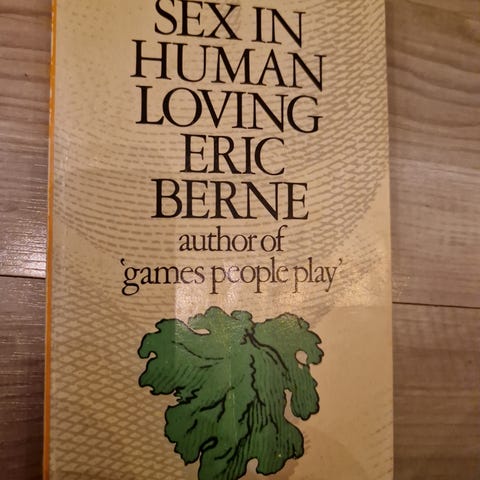 SEX IN
HUMAN
LOVING
ERIC
BERNE
author of
'games people play'